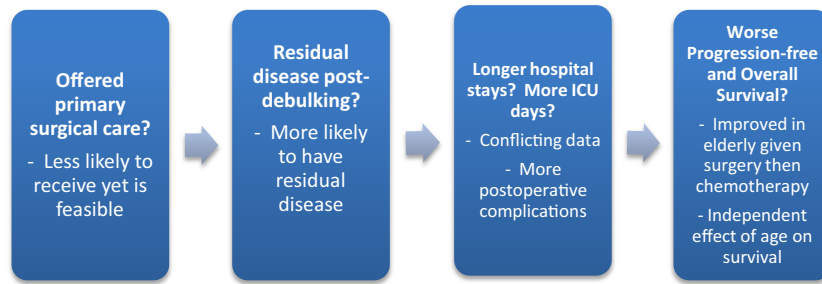 Offered
primary
surgical care?
- Less likely to
receive yet is
feasible
Residual
disease post-
debulking?
- More likely
to have
residual
disease
Longer hospital
stays? More ICU
days?
- Conflicting data
- More
postoperative
complications
Worse
Progression-free
and Overall
Survival?
- Improved in
elderly given
surgery then
chemotherapy
- Independent
effect of age on
survival